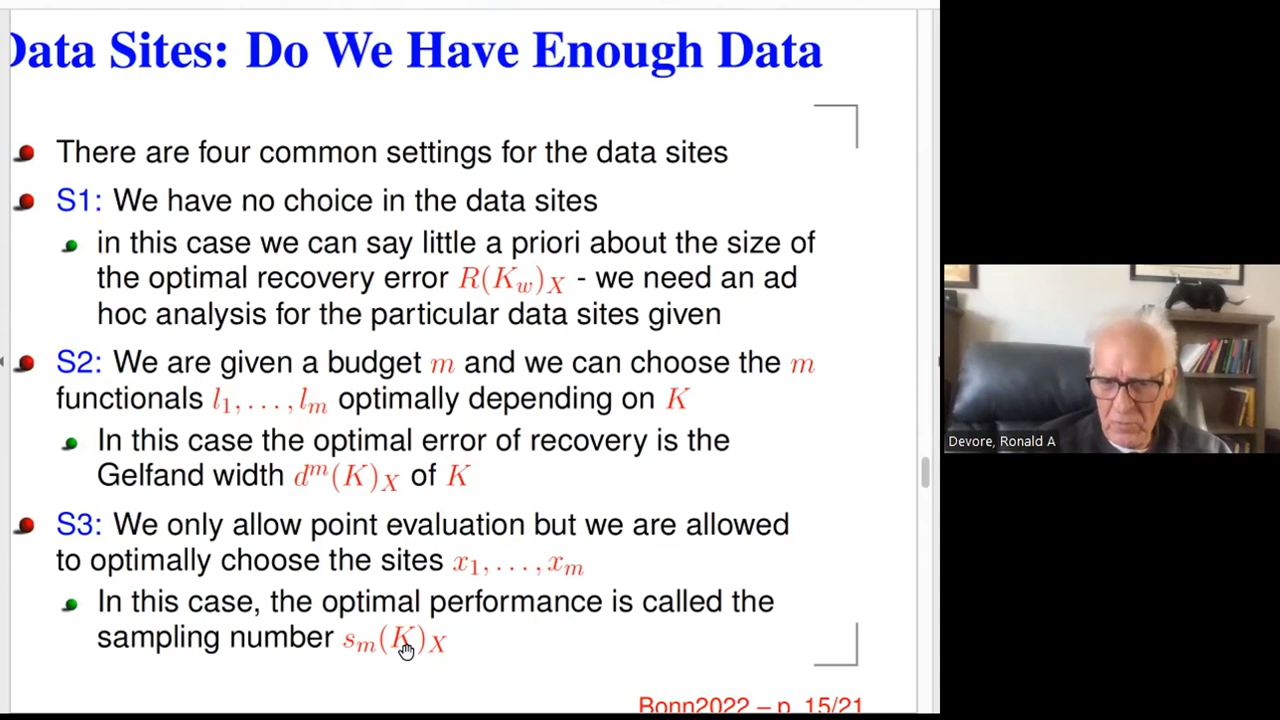 Data Sites: Do We Have Enough Data
There are four common settings for the data sites
S1: We have no choice in the data sites
in this case we can say little a priori about the size of
the optimal recovery error R(K_w)_X - we need an ad
hoc analysis for the particular data sites given
S2: We are given a budget m and we can choose the m
functionals l_1, . . . , l_m optimally depending on K
In this case the optimal error of recovery is the
Gelfand width d^m(K)_X of K
S3: We only allow point evaluation but we are allowed
to optimally choose the sites x_1, . . . , x_m
In this case, the optimal performance is called the
sampling number s_m(K)_X
Bonn2022 – p. 15/21
Devore, Ronald A